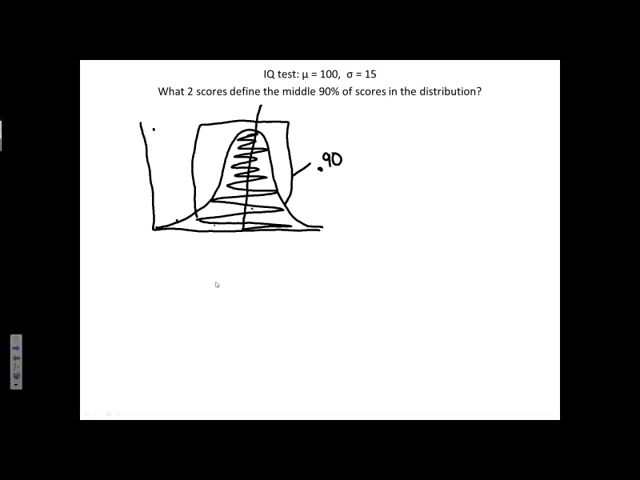 IQ test: μ = 100,  σ = 15
What 2 scores define the middle 90% of scores in the distribution?
.90